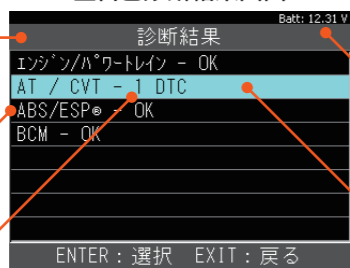 Batt: 12.31 V
診断結果
ｴﾝｼﾞﾝ/ﾊﾟﾜｰﾄﾚｲﾝ - OK
AT / CVT - 1 DTC
ABS/ESP® - OK
BCM - OK
ENTER：選択 EXIT：戻る